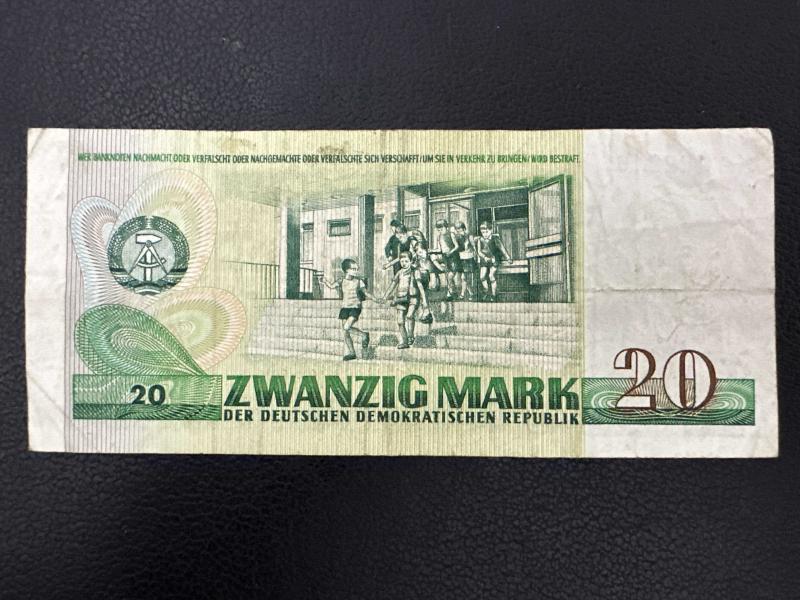 WER BANKNOTEN NACHMACHT ODER VERFÄLSCHT ODER NACHGEMACHTE ODER VERFÄLSCHTE SICH VERSCHAFFT/UM SIE IN VERKEHR ZU BRINGEN/WIRD BESTRAFT.
20
ZWANZIG MARK
DER DEUTSCHEN DEMOKRATISCHEN REPUBLIK
20